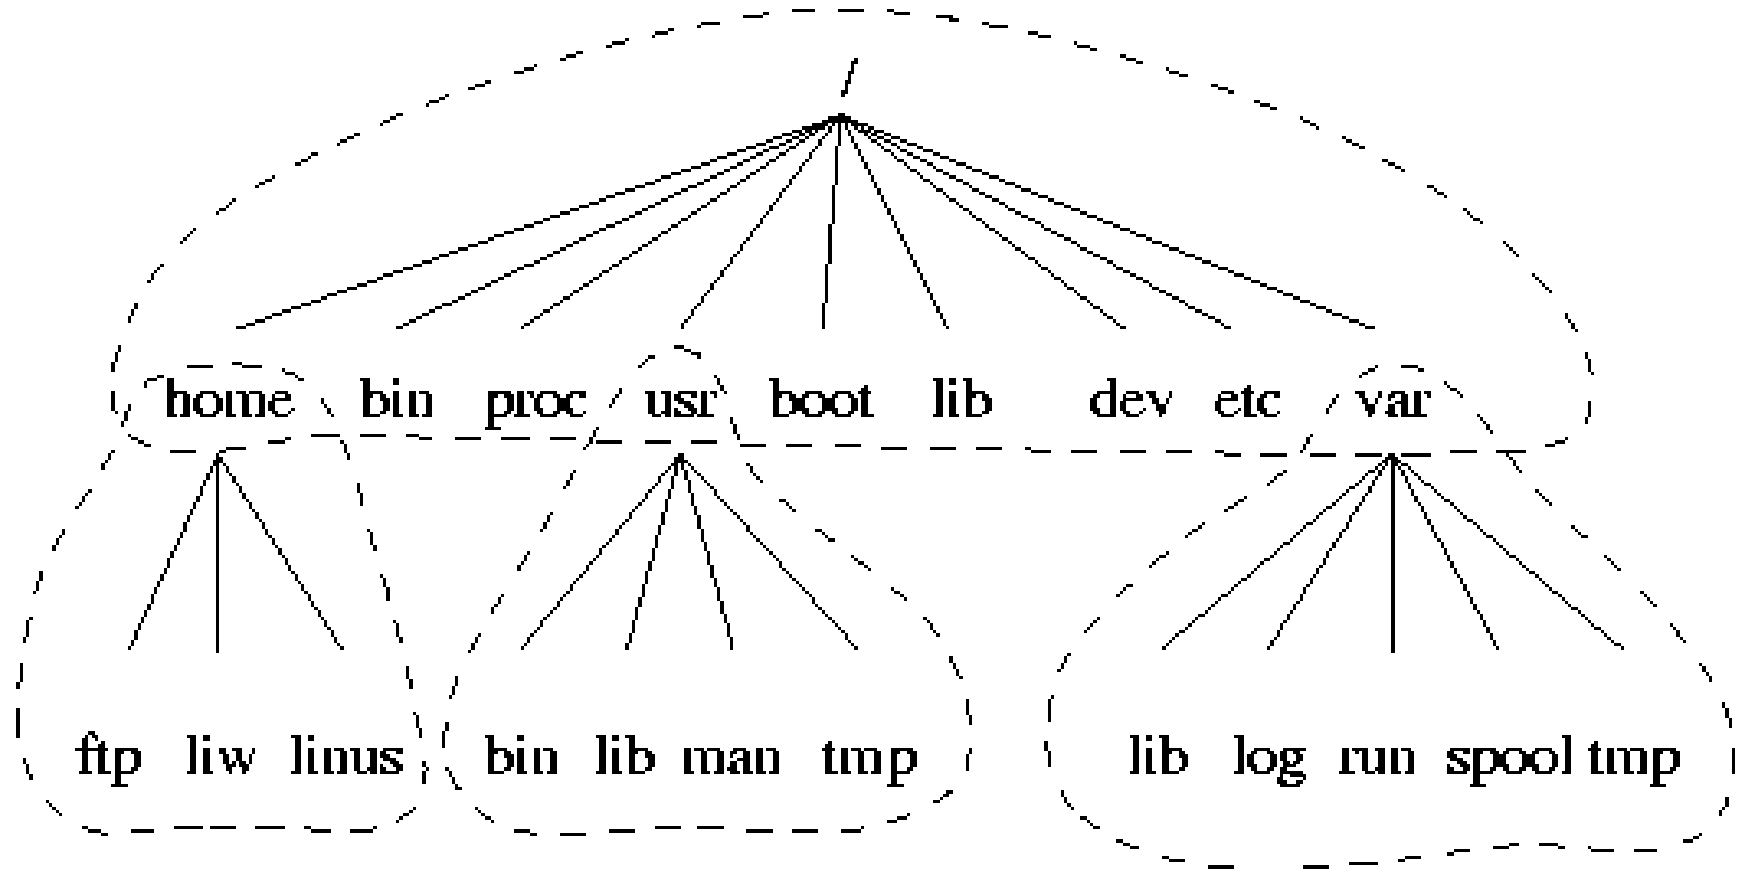 /
home bin proc usr boot lib dev etc var
ftp liw linus bin lib man tmp lib log run spool tmp